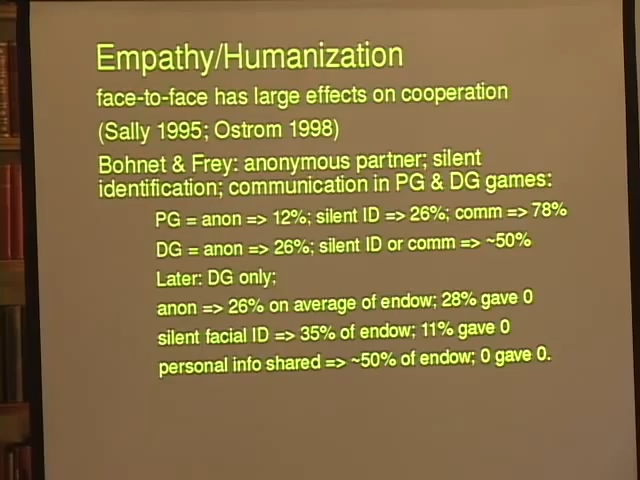 Empathy/Humanization
face-to-face has large effects on cooperation
(Sally 1995; Ostrom 1998)
Bohnet & Frey: anonymous partner; silent
identification; communication in PG & DG games:
PG = anon => 12%; silent ID => 26%; comm => 78%
DG = anon => 26%; silent ID or comm => ~50%
Later: DG only;
anon => 26% on average of endow; 28% gave 0
silent facial ID => 35% of endow; 11% gave 0
personal info shared => ~50% of endow; 0 gave 0.